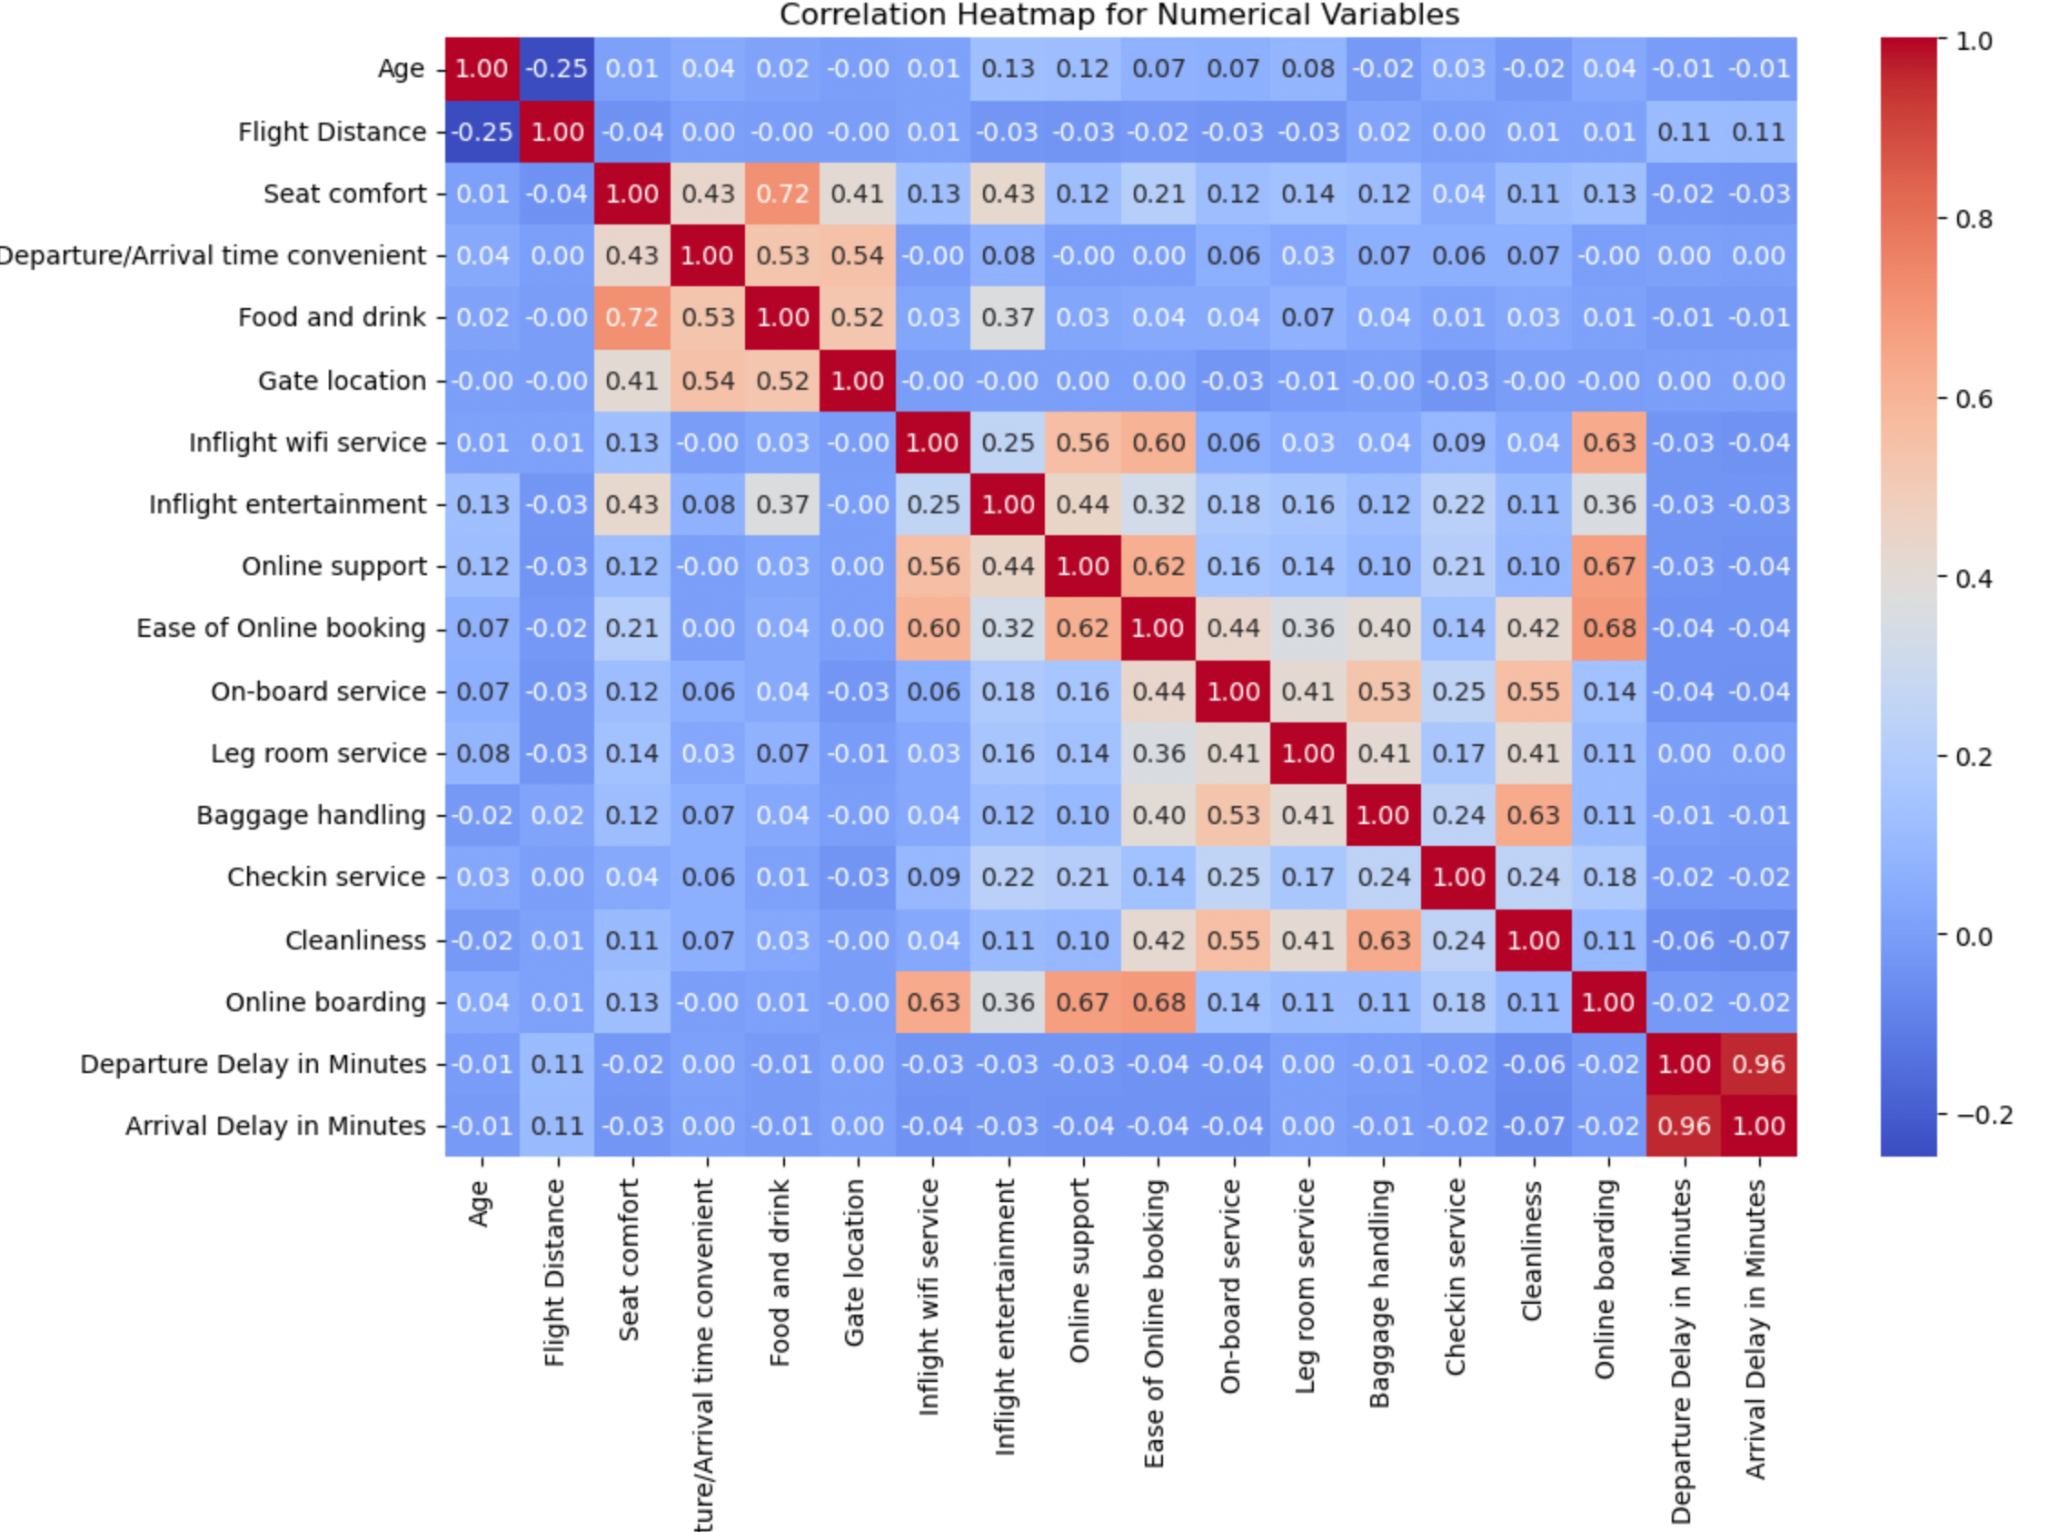 Correlation Heatmap for Numerical Variables
Age 1.00 -0.25 0.01 0.04 0.02 -0.00 0.01 0.13 0.12 0.07 0.07 0.08 -0.02 0.03 -0.02 0.04 -0.01 -0.01
Flight Distance -0.25 1.00 -0.04 0.00 -0.00 -0.00 0.01 -0.03 -0.03 -0.02 -0.03 -0.03 0.02 0.00 0.01 0.01 0.11 0.11
Seat comfort 0.01 -0.04 1.00 0.43 0.72 0.41 0.13 0.43 0.12 0.21 0.12 0.14 0.12 0.04 0.11 0.13 -0.02 -0.03
Departure/Arrival time convenient 0.04 0.00 0.43 1.00 0.53 0.54 -0.00 0.08 -0.00 0.00 0.06 0.03 0.07 0.06 0.07 -0.00 0.00 0.00
Food and drink 0.02 -0.00 0.72 0.53 1.00 0.52 0.03 0.37 0.03 0.04 0.04 0.07 0.04 0.01 0.03 0.01 -0.01 -0.01
Gate location -0.00 -0.00 0.41 0.54 0.52 1.00 -0.00 -0.00 0.00 0.00 -0.03 -0.01 -0.00 -0.03 -0.00 -0.00 0.00 0.00
Inflight wifi service 0.01 0.01 0.13 -0.00 0.03 -0.00 1.00 0.25 0.56 0.60 0.06 0.03 0.04 0.09 0.04 0.63 -0.03 -0.04
Inflight entertainment 0.13 -0.03 0.43 0.08 0.37 -0.00 0.25 1.00 0.44 0.32 0.18 0.16 0.12 0.22 0.11 0.36 -0.03 -0.03
Online support 0.12 -0.03 0.12 -0.00 0.03 0.00 0.56 0.44 1.00 0.62 0.16 0.14 0.10 0.21 0.10 0.67 -0.03 -0.04
Ease of Online booking 0.07 -0.02 0.21 0.00 0.04 0.00 0.60 0.32 0.62 1.00 0.44 0.36 0.40 0.14 0.42 0.68 -0.04 -0.04
On-board service 0.07 -0.03 0.12 0.06 0.04 -0.03 0.06 0.18 0.16 0.44 1.00 0.41 0.53 0.25 0.55 0.14 -0.04 -0.04
Leg room service 0.08 -0.03 0.14 0.03 0.07 -0.01 0.03 0.16 0.14 0.36 0.41 1.00 0.41 0.17 0.41 0.11 0.00 0.00
Baggage handling -0.02 0.02 0.12 0.07 0.04 -0.00 0.04 0.12 0.10 0.40 0.53 0.41 1.00 0.24 0.63 0.11 -0.01 -0.01
Checkin service 0.03 0.00 0.04 0.06 0.01 -0.03 0.09 0.22 0.21 0.14 0.25 0.17 0.24 1.00 0.24 0.18 -0.02 -0.02
Cleanliness -0.02 0.01 0.11 0.07 0.03 -0.00 0.04 0.11 0.10 0.42 0.55 0.41 0.63 0.24 1.00 0.11 -0.06 -0.07
Online boarding 0.04 0.01 0.13 -0.00 0.01 -0.00 0.63 0.36 0.67 0.68 0.14 0.11 0.11 0.18 0.11 1.00 -0.02 -0.02
Departure Delay in Minutes -0.01 0.11 -0.02 0.00 -0.01 0.00 -0.03 -0.03 -0.03 -0.04 -0.04 0.00 -0.01 -0.02 -0.06 -0.02 1.00 0.96
Arrival Delay in Minutes -0.01 0.11 -0.03 0.00 -0.01 0.00 -0.04 -0.03 -0.04 -0.04 -0.04 0.00 -0.01 -0.02 -0.07 -0.02 0.96 1.00
Age
Flight Distance
Seat comfort
ture/Arrival time convenient
Food and drink
Gate location
Inflight wifi service
Inflight entertainment
Online support
Ease of Online booking
On-board service
Leg room service
Baggage handling
Checkin service
Cleanliness
Online boarding
Departure Delay in Minutes
Arrival Delay in Minutes
1.0
0.8
0.6
0.4
0.2
0.0
−0.2